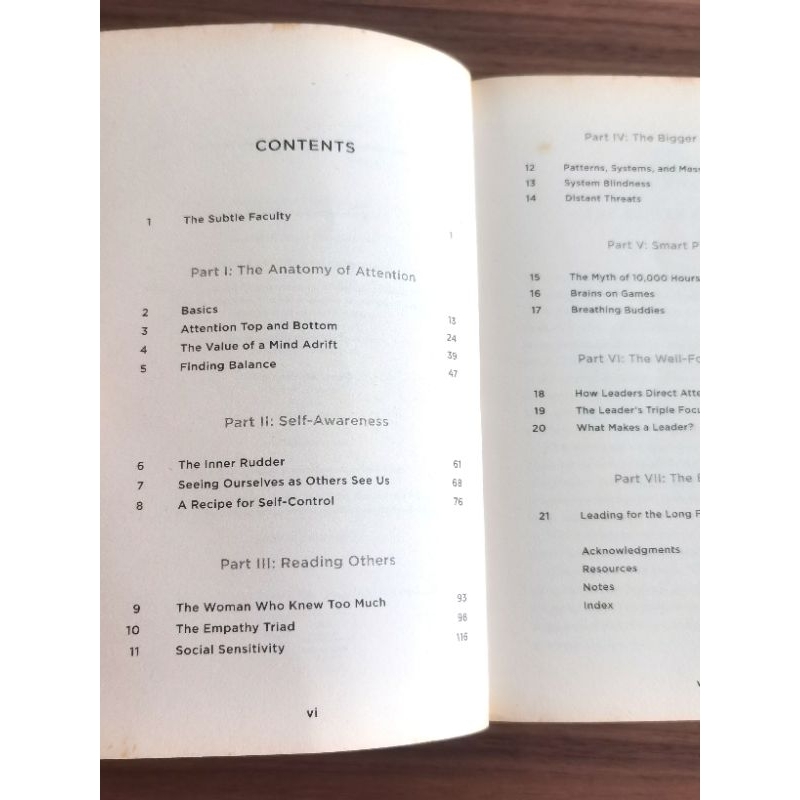 CONTENTS
1 The Subtle Faculty 1
Part I: The Anatomy of Attention
2 Basics 13
3 Attention Top and Bottom 24
4 The Value of a Mind Adrift 39
5 Finding Balance 47
Part II: Self-Awareness
6 The Inner Rudder 61
7 Seeing Ourselves as Others See Us 68
8 A Recipe for Self-Control 76
Part III: Reading Others
9 The Woman Who Knew Too Much 93
10 The Empathy Triad 98
11 Social Sensitivity 116
vi
Part IV: The Bigger
12 Patterns, Systems, and
13 System Blindness
14 Distant Threats
Part V: Smart
15 The Myth of 10,000 Hours
16 Brains on Games
17 Breathing Buddies
Part VI: The
18 How Leaders Direct
19 The Leader's Triple
20 What Makes a Leader?
Part VII: The
21 Leading for the Long
Acknowledgments
Resources
Notes
Index